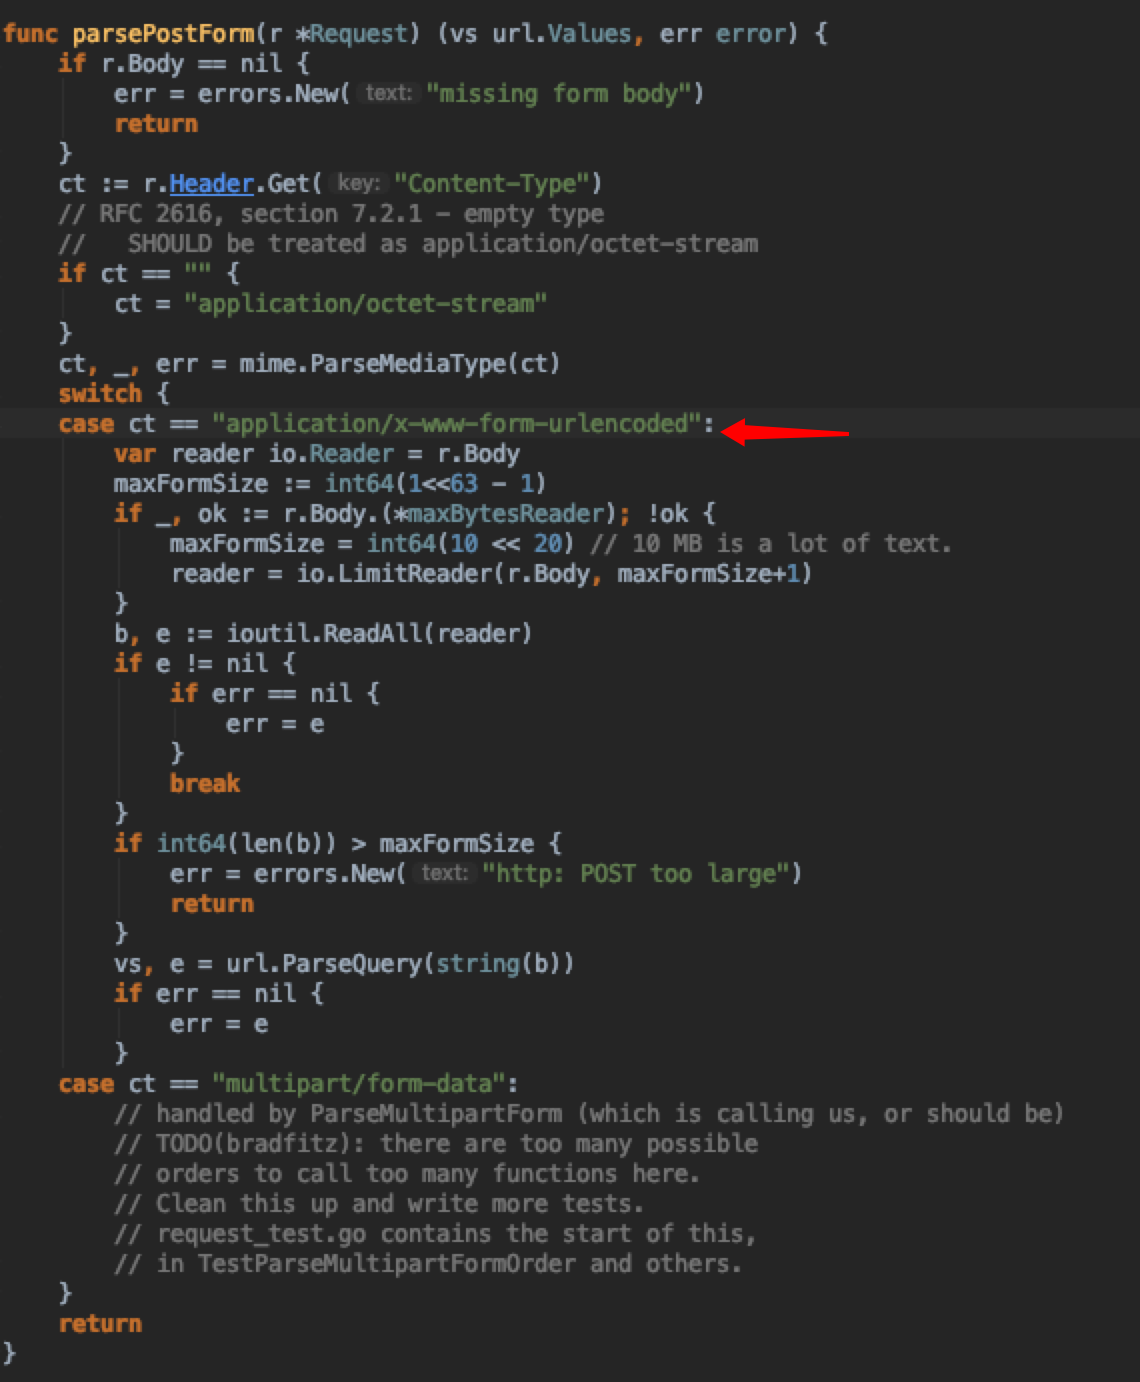 func parsePostForm(r *Request) (vs url.Values, err error) {
    if r.Body == nil {
        err = errors.New( text: "missing form body")
        return
    }
    ct := r.Header.Get( key: "Content-Type")
    // RFC 2616, section 7.2.1 - empty type
    //   SHOULD be treated as application/octet-stream
    if ct == "" {
        ct = "application/octet-stream"
    }
    ct, _, err = mime.ParseMediaType(ct)
    switch {
    case ct == "application/x-www-form-urlencoded":
        var reader io.Reader = r.Body
        maxFormSize := int64(1<<63 - 1)
        if _, ok := r.Body.(*maxBytesReader); !ok {
            maxFormSize = int64(10 << 20) // 10 MB is a lot of text.
            reader = io.LimitReader(r.Body, maxFormSize+1)
        }
        b, e := ioutil.ReadAll(reader)
        if e != nil {
            if err == nil {
                err = e
            }
            break
        }
        if int64(len(b)) > maxFormSize {
            err = errors.New( text: "http: POST too large")
            return
        }
        vs, e = url.ParseQuery(string(b))
        if err == nil {
            err = e
        }
    case ct == "multipart/form-data":
        // handled by ParseMultipartForm (which is calling us, or should be)
        // TODO(bradfitz): there are too many possible
        // orders to call too many functions here.
        // Clean this up and write more tests.
        // request_test.go contains the start of this,
        // in TestParseMultipartFormOrder and others.
    }
    return
}